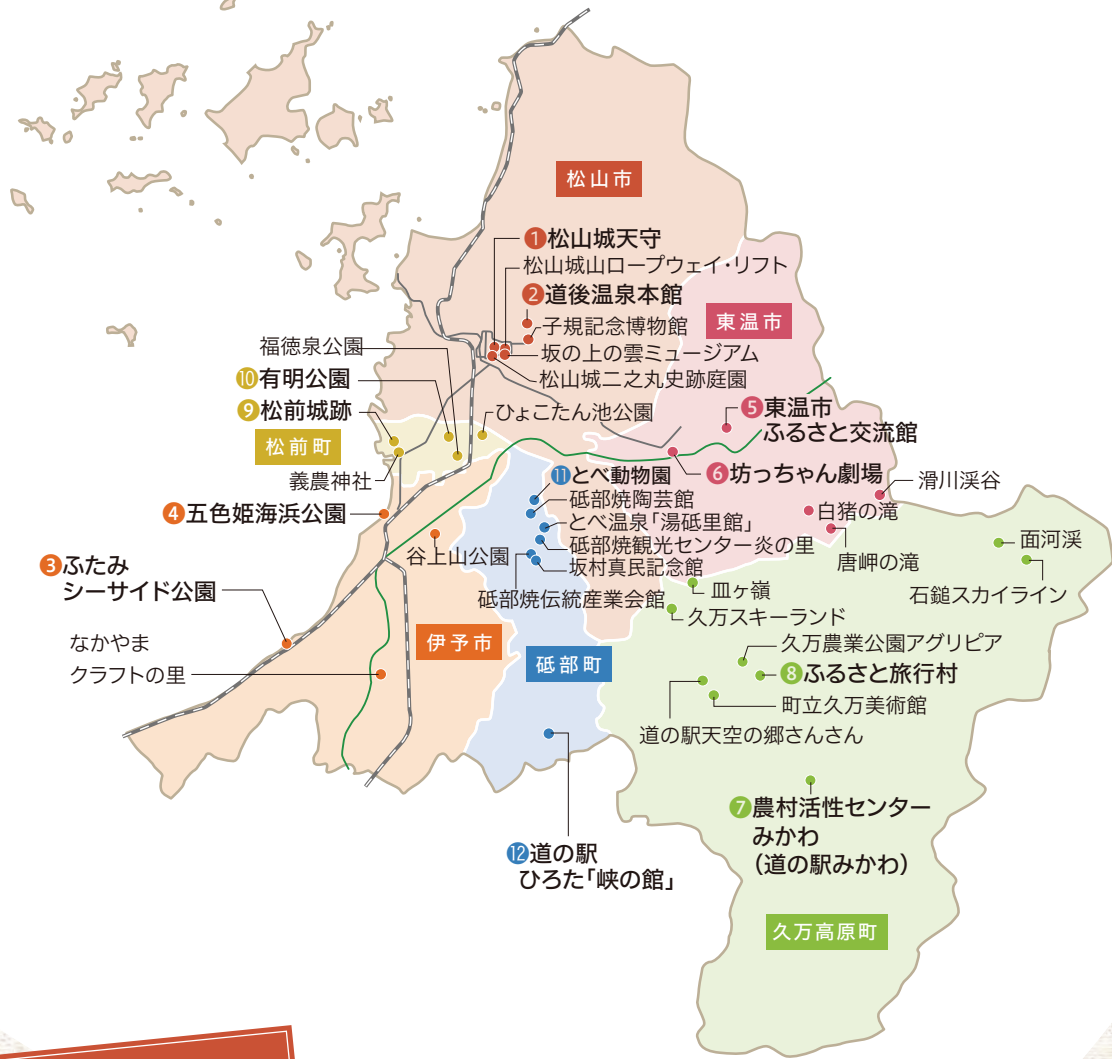 松山市
❶松山城天守
松山城山ロープウェイ・リフト
❷道後温泉本館
子規記念博物館
坂の上の雲ミュージアム
松山城二之丸史跡庭園
東温市
福徳泉公園
❿有明公園
❾松前城跡
ひょこたん池公園
松前町
義農神社
❺東温市
ふるさと交流館
❻坊っちゃん劇場
滑川渓谷
白猪の滝
唐岬の滝
面河渓
石鎚スカイライン
⓫とべ動物園
砥部焼陶芸館
とべ温泉「湯砥里館」
砥部焼観光センター炎の里
坂村真民記念館
砥部焼伝統産業会館
❹五色姫海浜公園
谷上山公園
❸ふたみ
シーサイド公園
なかやま
クラフトの里
伊予市
砥部町
皿ヶ嶺
久万スキーランド
久万農業公園アグリピア
❽ふるさと旅行村
町立久万美術館
道の駅天空の郷さんさん
❼農村活性センター
みかわ
（道の駅みかわ）
⓬道の駅
ひろた「峡の館」
久万高原町